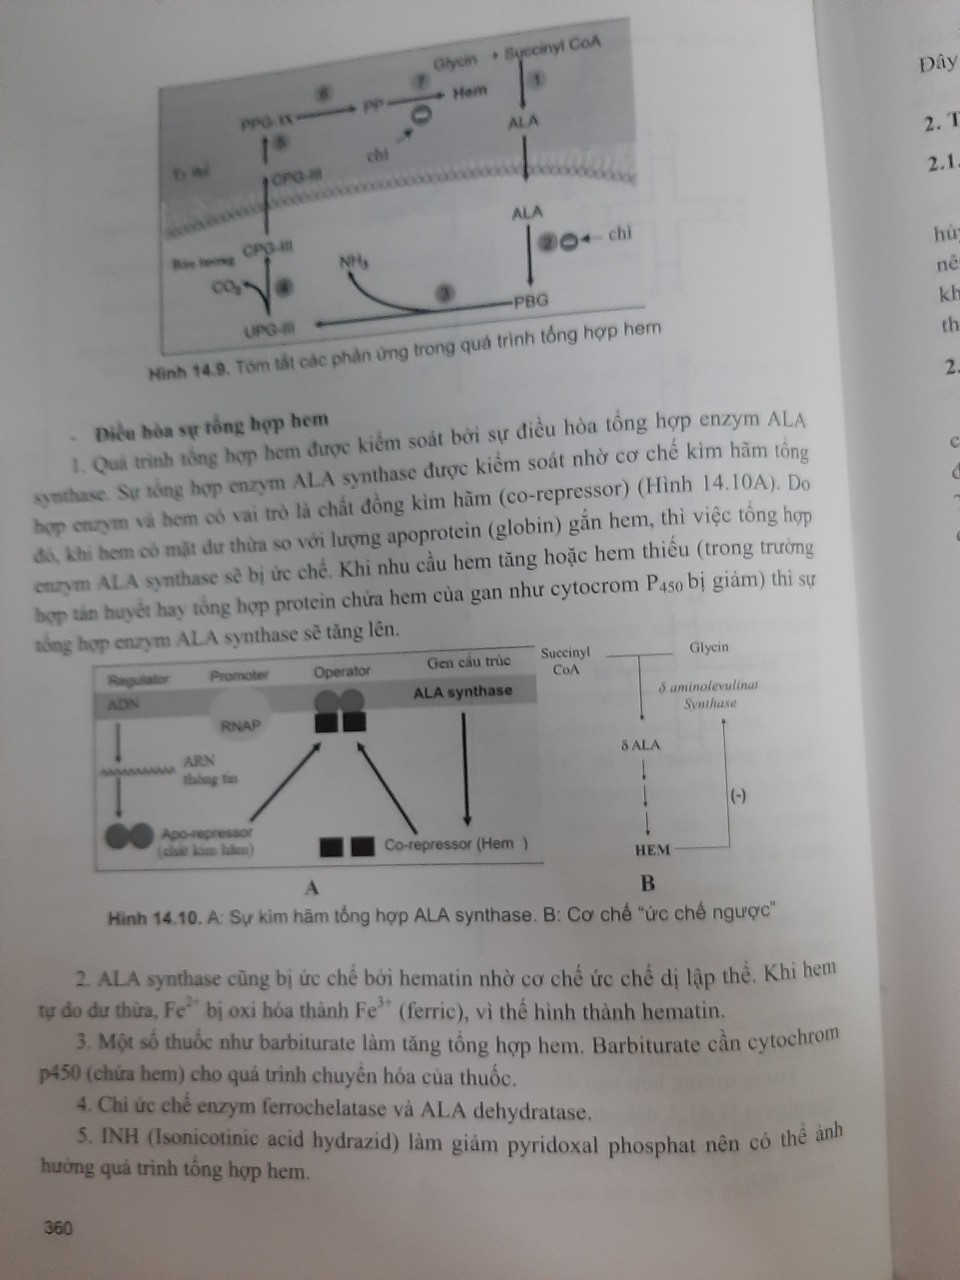 Glycin + Succinyl CoA
7
1
6
PPG-IX
PP
Hem
5
ALA
chì
Ty thể
CPG-III
ALA
2 chì
CPG-III
Bào tương
NH₃
CO₂
4
3
PBG
UPG-III
Hình 14.9. Tóm tắt các phản ứng trong quá trình tổng hợp hem
- Điều hòa sự tổng hợp hem
1. Quá trình tổng hợp hem được kiểm soát bởi sự điều hòa tổng hợp enzym ALA
synthase. Sự tổng hợp enzym ALA synthase được kiểm soát nhờ cơ chế kìm hãm tổng
hợp enzym và hem có vai trò là chất đồng kìm hãm (co-repressor) (Hình 14.10A). Do
đó, khi hem có mặt dư thừa so với lượng apoprotein (globin) gắn hem, thì việc tổng hợp
enzym ALA synthase sẽ bị ức chế. Khi nhu cầu hem tăng hoặc hem thiếu (trong trường
hợp tán huyết hay tổng hợp protein chứa hem của gan như cytocrom P₄₅₀ bị giảm) thì sự
tổng hợp enzym ALA synthase sẽ tăng lên.
Regulator Promoter Operator Gen cấu trúc
ADN ALA synthase
RNAP
ARN
thông tin
Apo-repressor
(chất kìm hãm)
Co-repressor (Hem )
A
Succinyl
CoA
Glycin
δ aminolevulinat
Synthase
δ ALA
(-)
HEM
B
Hình 14.10. A: Sự kìm hãm tổng hợp ALA synthase. B: Cơ chế “ức chế ngược”
2. ALA synthase cũng bị ức chế bởi hematin nhờ cơ chế ức chế dị lập thể. Khi hem
tự do dư thừa, Fe²⁺ bị oxi hóa thành Fe³⁺ (ferric), vì thế hình thành hematin.
3. Một số thuốc như barbiturate làm tăng tổng hợp hem. Barbiturate cần cytochrom
p450 (chứa hem) cho quá trình chuyển hóa của thuốc.
4. Chì ức chế enzym ferrochelatase và ALA dehydratase.
5. INH (Isonicotinic acid hydrazid) làm giảm pyridoxal phosphat nên có thể ảnh
hưởng quá trình tổng hợp hem.
360
Đây
2. T
2.1.
nê
kh
th
2.